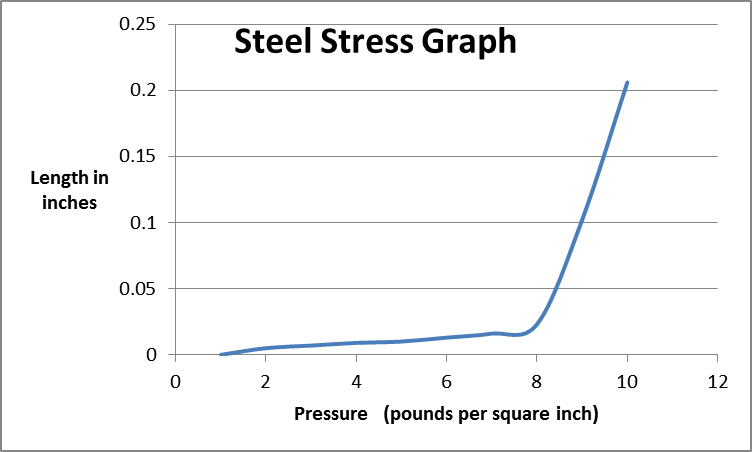 Steel Stress Graph
0.25
0.2
0.15
0.1
0.05
0
Length in
inches
0 2 4 6 8 10 12
Pressure (pounds per square inch)